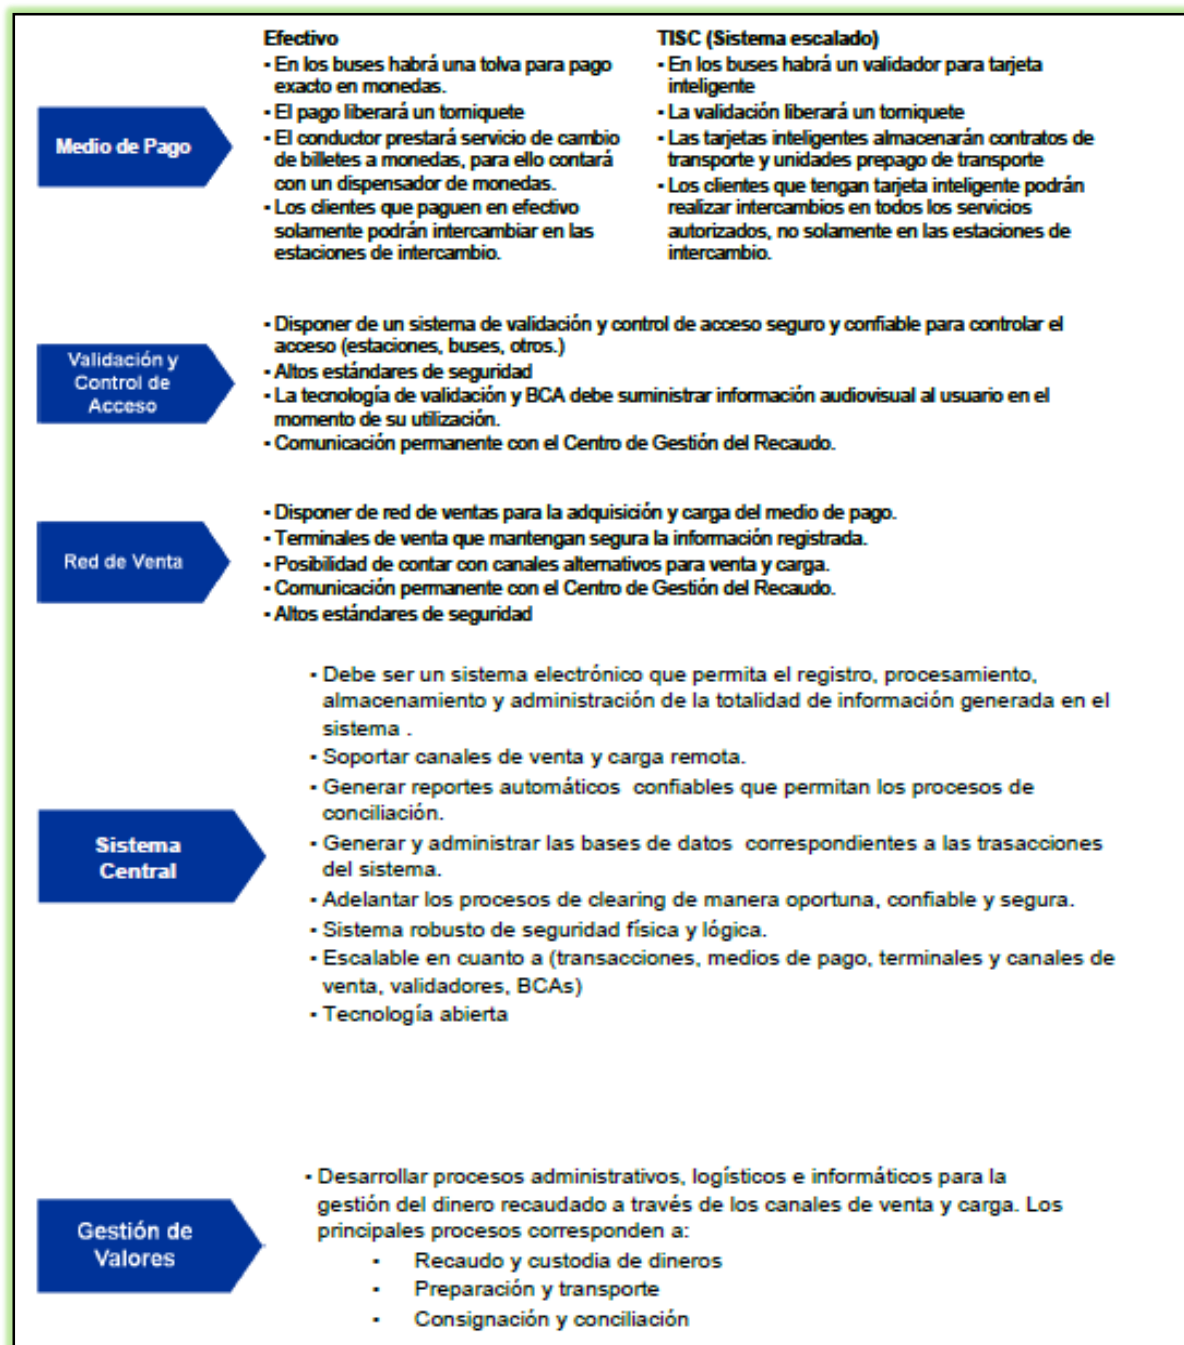 Efectivo
▪ En los buses habrá una tolva para pago
exacto en monedas.
▪ El pago liberará un torniquete
▪ El conductor prestará servicio de cambio
de billetes a monedas, para ello contará
con un dispensador de monedas.
▪ Los clientes que paguen en efectivo
solamente podrán intercambiar en las
estaciones de intercambio.
TISC (Sistema escalado)
▪ En los buses habrá un validador para tarjeta
inteligente
▪ La validación liberará un torniquete
▪ Las tarjetas inteligentes almacenarán contratos de
transporte y unidades prepago de transporte
▪ Los clientes que tengan tarjeta inteligente podrán
realizar intercambios en todos los servicios
autorizados, no solamente en las estaciones de
intercambio.
Medio de Pago
Validación y
Control de
Acceso
▪ Disponer de un sistema de validación y control de acceso seguro y confiable para controlar el
acceso (estaciones, buses, otros.)
▪ Altos estándares de seguridad
▪ La tecnología de validación y BCA debe suministrar información audiovisual al usuario en el
momento de su utilización.
▪ Comunicación permanente con el Centro de Gestión del Recaudo.
Red de Venta
▪ Disponer de red de ventas para la adquisición y carga del medio de pago.
▪ Terminales de venta que mantengan segura la información registrada.
▪ Posibilidad de contar con canales alternativos para venta y carga.
▪ Comunicación permanente con el Centro de Gestión del Recaudo.
▪ Altos estándares de seguridad
Sistema
Central
▪ Debe ser un sistema electrónico que permita el registro, procesamiento,
almacenamiento y administración de la totalidad de información generada en el
sistema .
▪ Soportar canales de venta y carga remota.
▪ Generar reportes automáticos confiables que permitan los procesos de
conciliación.
▪ Generar y administrar las bases de datos correspondientes a las trasacciones
del sistema.
▪ Adelantar los procesos de clearing de manera oportuna, confiable y segura.
▪ Sistema robusto de seguridad física y lógica.
▪ Escalable en cuanto a (transacciones, medios de pago, terminales y canales de
venta, validadores, BCAs)
▪ Tecnología abierta
Gestión de
Valores
▪ Desarrollar procesos administrativos, logísticos e informáticos para la
gestión del dinero recaudado a través de los canales de venta y carga. Los
principales procesos corresponden a:
▪ Recaudo y custodia de dineros
▪ Preparación y transporte
▪ Consignación y conciliación